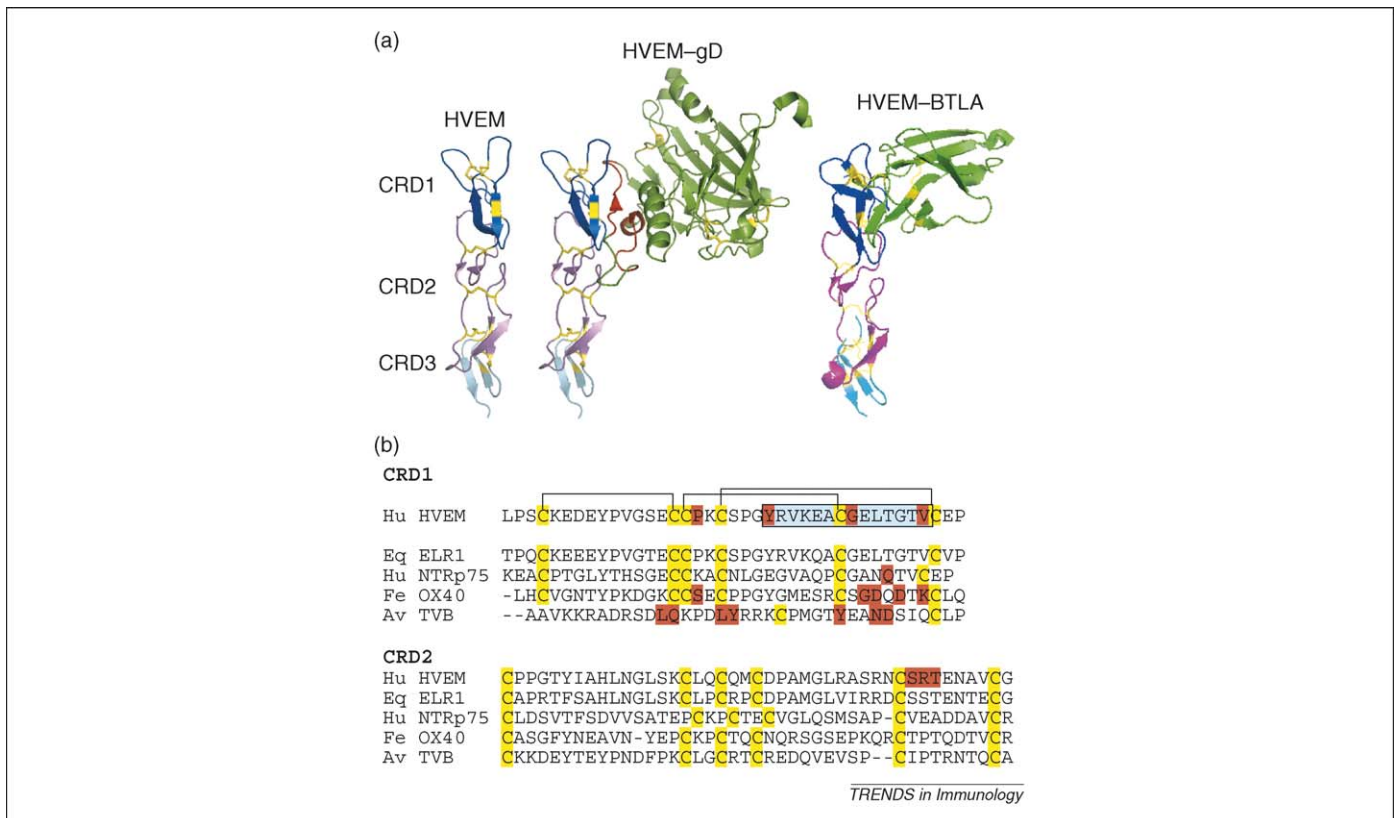 (a)
HVEM–gD
HVEM–BTLA
HVEM
CRD1
CRD2
CRD3
(b)
CRD1
Hu HVEM LPSCKEDEYPVGSECCPKCSPGYRVKEACGELTGTVCEP
Eq ELR1 TPQCKEEEYPVGTECCPKCSPGYRVKQACGELTGTVCVP
Hu NTRp75 KEACPTGLYTHSGECCKACNLGEGVAQPCGANQTVCEP
Fe OX40 -LHCVGNTYPKDGKCCSECPPGYGMESRCSGDQDTKCLQ
Av TVB --AAVKKRADRSDLQKPDLYRRKCPMGTYEANDSIQCLP
CRD2
Hu HVEM CPPGTYIAHLNGLSKCLQCQMCDPAMGLRASRNCSRTENAVCG
Eq ELR1 CAPRTFSAHLNGLSKCLPCRPCDPAMGLVIRRDCSSTENTECG
Hu NTRp75 CLDSVTFSDVVSATEPCKPCTECVGLQSMSAP-CVEADDAVCR
Fe OX40 CASGFYNEAVN-YEPCKPCTQCNQRSGSEPKQRCTPTQDTVCR
Av TVB CKKDEYTEYPNDFPKCLGCRTCREDQVEVSP--CIPTRNTQCA
TRENDS in Immunology